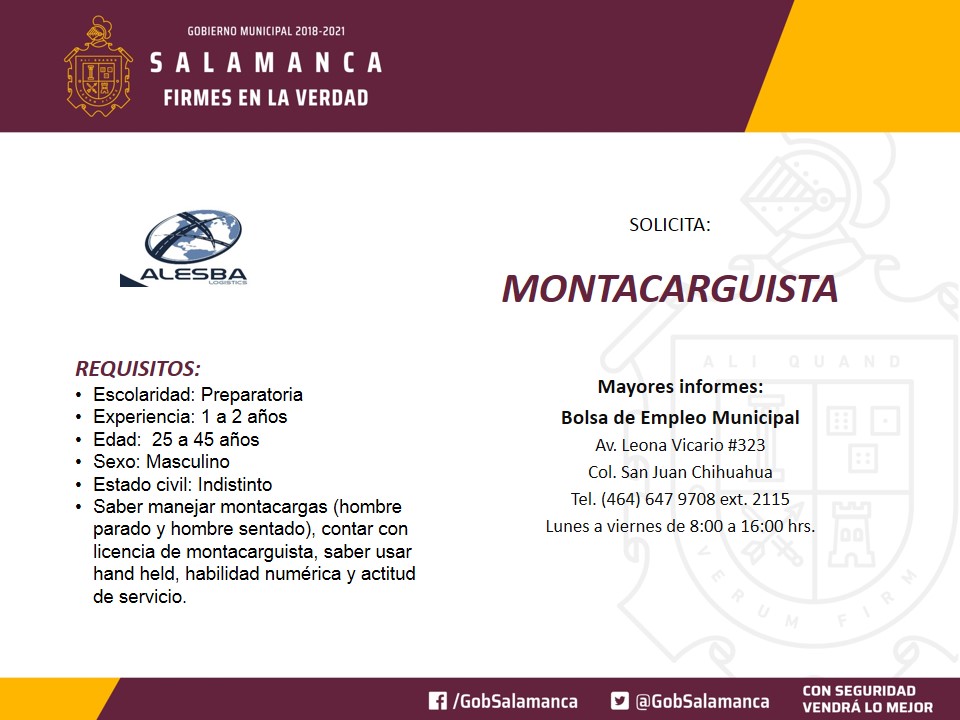 GOBIERNO MUNICIPAL 2018-2021
SALAMANCA
FIRMES EN LA VERDAD
ALESBA
LOGISTICS
SOLICITA:
MONTACARGUISTA
REQUISITOS:
• Escolaridad: Preparatoria
• Experiencia: 1 a 2 años
• Edad:  25 a 45 años
• Sexo: Masculino
• Estado civil: Indistinto
• Saber manejar montacargas (hombre
parado y hombre sentado), contar con
licencia de montacarguista, saber usar
hand held, habilidad numérica y actitud
de servicio.
Mayores informes:
Bolsa de Empleo Municipal
Av. Leona Vicario #323
Col. San Juan Chihuahua
Tel. (464) 647 9708 ext. 2115
Lunes a viernes de 8:00 a 16:00 hrs.
ALI QUAND
VERUM FIRM
/GobSalamanca
@GobSalamanca
CON SEGURIDAD
VENDRÁ LO MEJOR